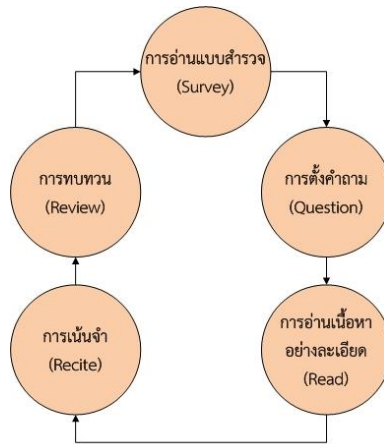 การอ่านแบบสำรวจ
(Survey)
การตั้งคำถาม
(Question)
การอ่านเนื้อหา
อย่างละเอียด
(Read)
การเน้นจำ
(Recite)
การทบทวน
(Review)